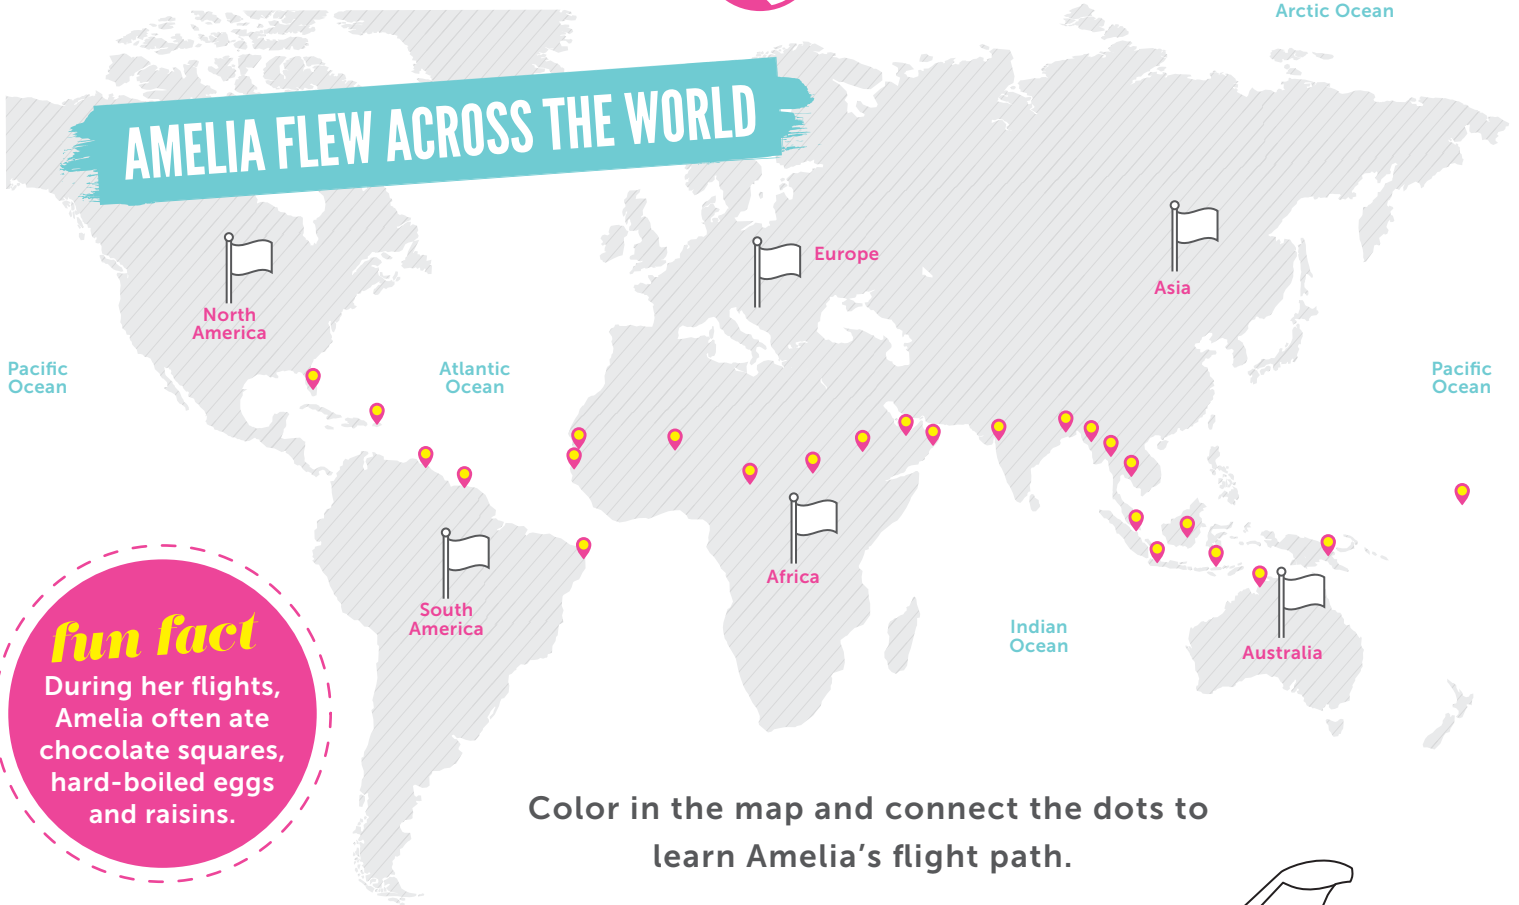 Arctic Ocean
AMELIA FLEW ACROSS THE WORLD
Europe
Asia
North
America
Pacific
Ocean
Atlantic
Ocean
Pacific
Ocean
Africa
South
America
Indian
Ocean
Australia
fun fact
During her flights,
Amelia often ate
chocolate squares,
hard-boiled eggs
and raisins.
Color in the map and connect the dots to
learn Amelia’s flight path.